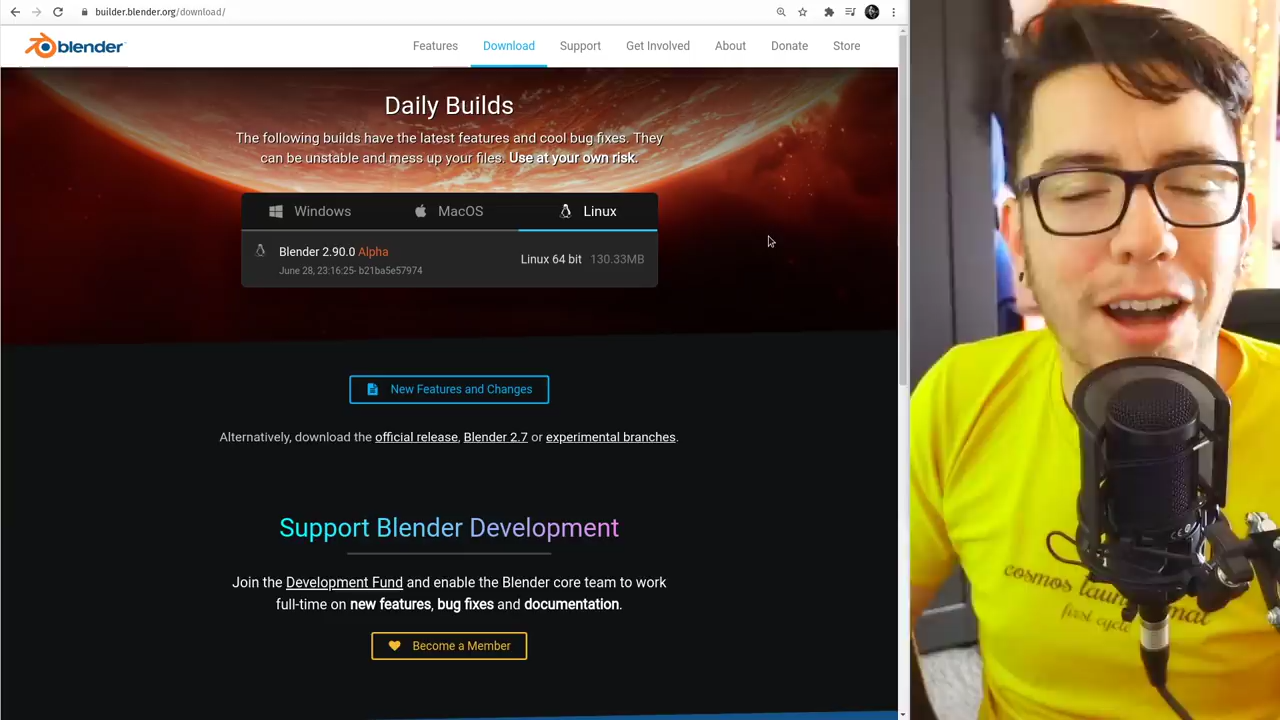 builder.blender.org/download/
blender
Features Download Support Get Involved About Donate Store
Daily Builds
The following builds have the latest features and cool bug fixes. They
can be unstable and mess up your files. Use at your own risk.
Windows MacOS Linux
Blender 2.90.0 Alpha
June 28, 23:16:25- b21ba5e57974
Linux 64 bit 130.33MB
New Features and Changes
Alternatively, download the official release, Blender 2.7 or experimental branches.
Support Blender Development
Join the Development Fund and enable the Blender core team to work
full-time on new features, bug fixes and documentation.
Become a Member
cosmos
first cycle